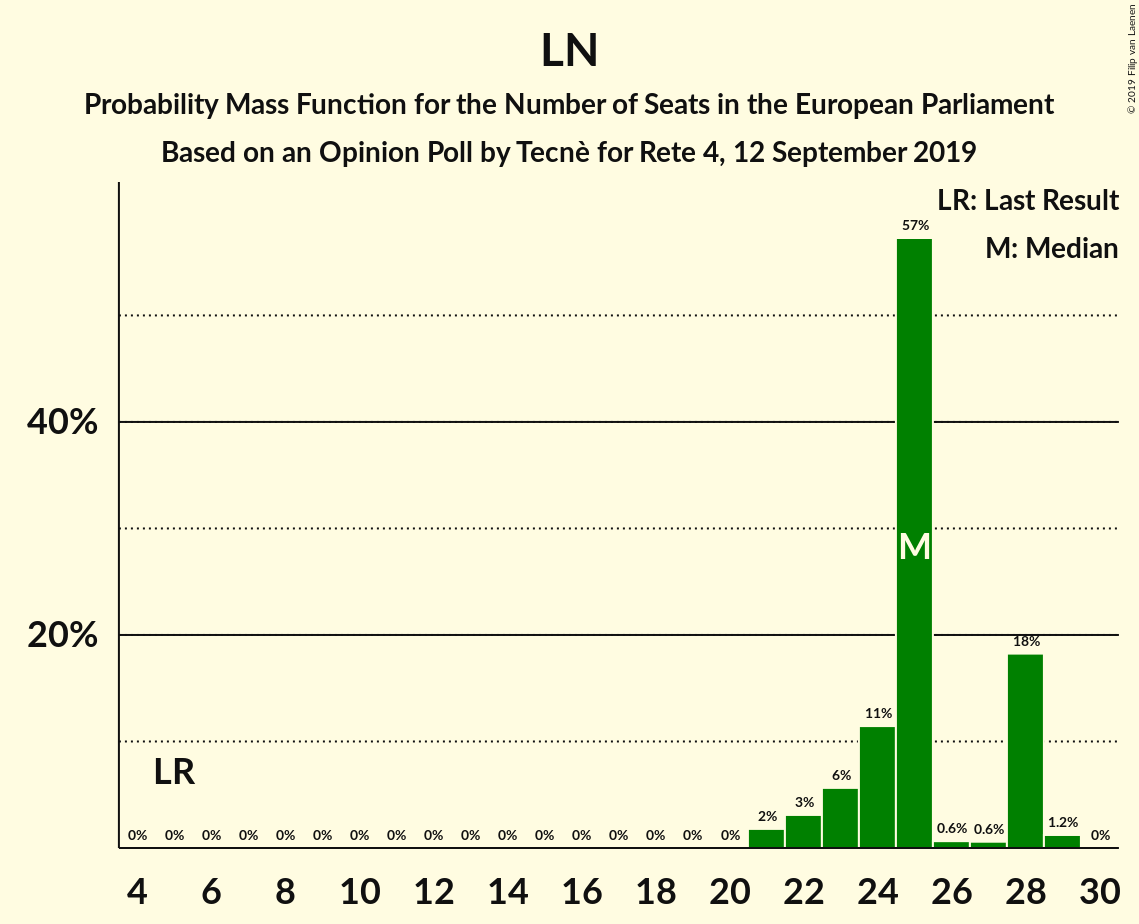 LN
Probability Mass Function for the Number of Seats in the European Parliament
Based on an Opinion Poll by Tecnè for Rete 4, 12 September 2019
© 2019 Filip van Laenen
LR: Last Result
M: Median
57%
40%
M
20%
18%
11%
LR
6%
3%
2%
0.6% 0.6% 1.2%
0% 0% 0% 0% 0% 0% 0% 0% 0% 0% 0% 0% 0% 0% 0% 0% 0% 0%
4 6 8 10 12 14 16 18 20 22 24 26 28 30